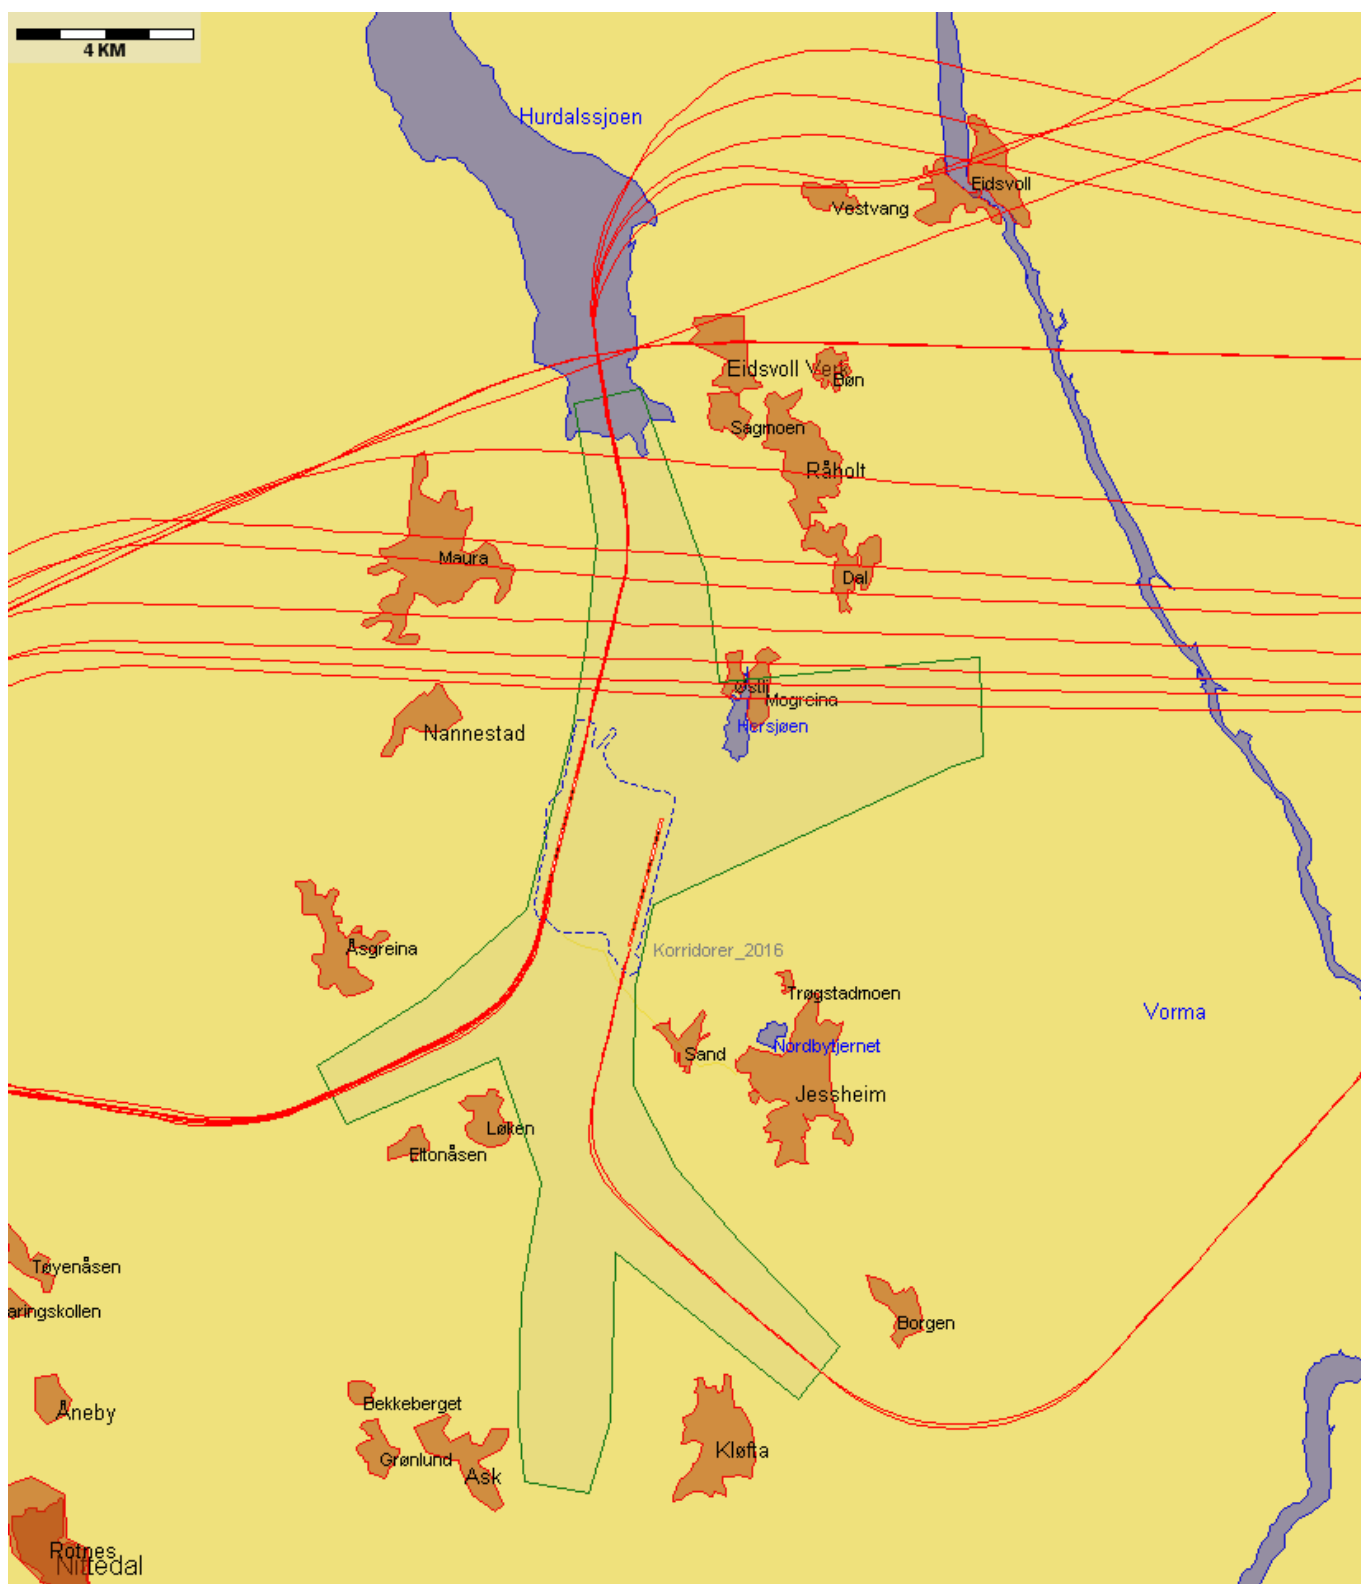 4 KM
Hurdalssjoen
Eidsvoll
Vestvang
Eidsvoll Verk
Bøn
Sagmoen
Råholt
Maura
Dal
Østli
Mogreina
Hersjøen
Nannestad
Åsgreina
Korridorer_2016
Trøgstadmoen
Vorma
Sand
Nordbytjernet
Jessheim
Løken
Eltonåsen
Tøyenåsen
aringskollen
Borgen
Bekkeberget
Åneby
Grønlund
Kløfta
Ask
Rotnes
Nittedal